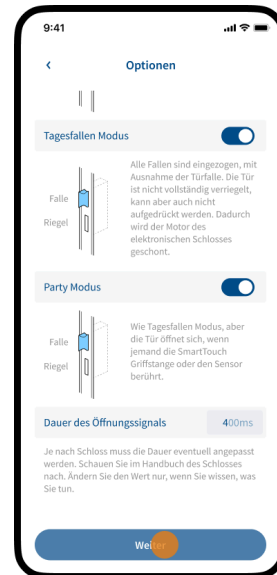 9:41
Optionen
Tagesfallen Modus
Alle Fallen sind eingezogen, mit
Ausnahme der Türfalle. Die Tür
ist nicht vollständig verriegelt,
kann aber auch nicht
aufgedrückt werden. Dadurch
wird der Motor des
elektronischen Schlosses
geschont.
Falle
Riegel
Party Modus
Wie Tagesfallen Modus, aber
die Tür öffnet sich, wenn
jemand die SmartTouch
Griffstange oder den Sensor
berührt.
Falle
Riegel
Dauer des Öffnungssignals 400ms
Je nach Schloss muss die Dauer eventuell angepasst
werden. Schauen Sie im Handbuch des Schlosses
nach. Ändern Sie den Wert nur, wenn Sie wissen, was
Sie tun.
Weiter